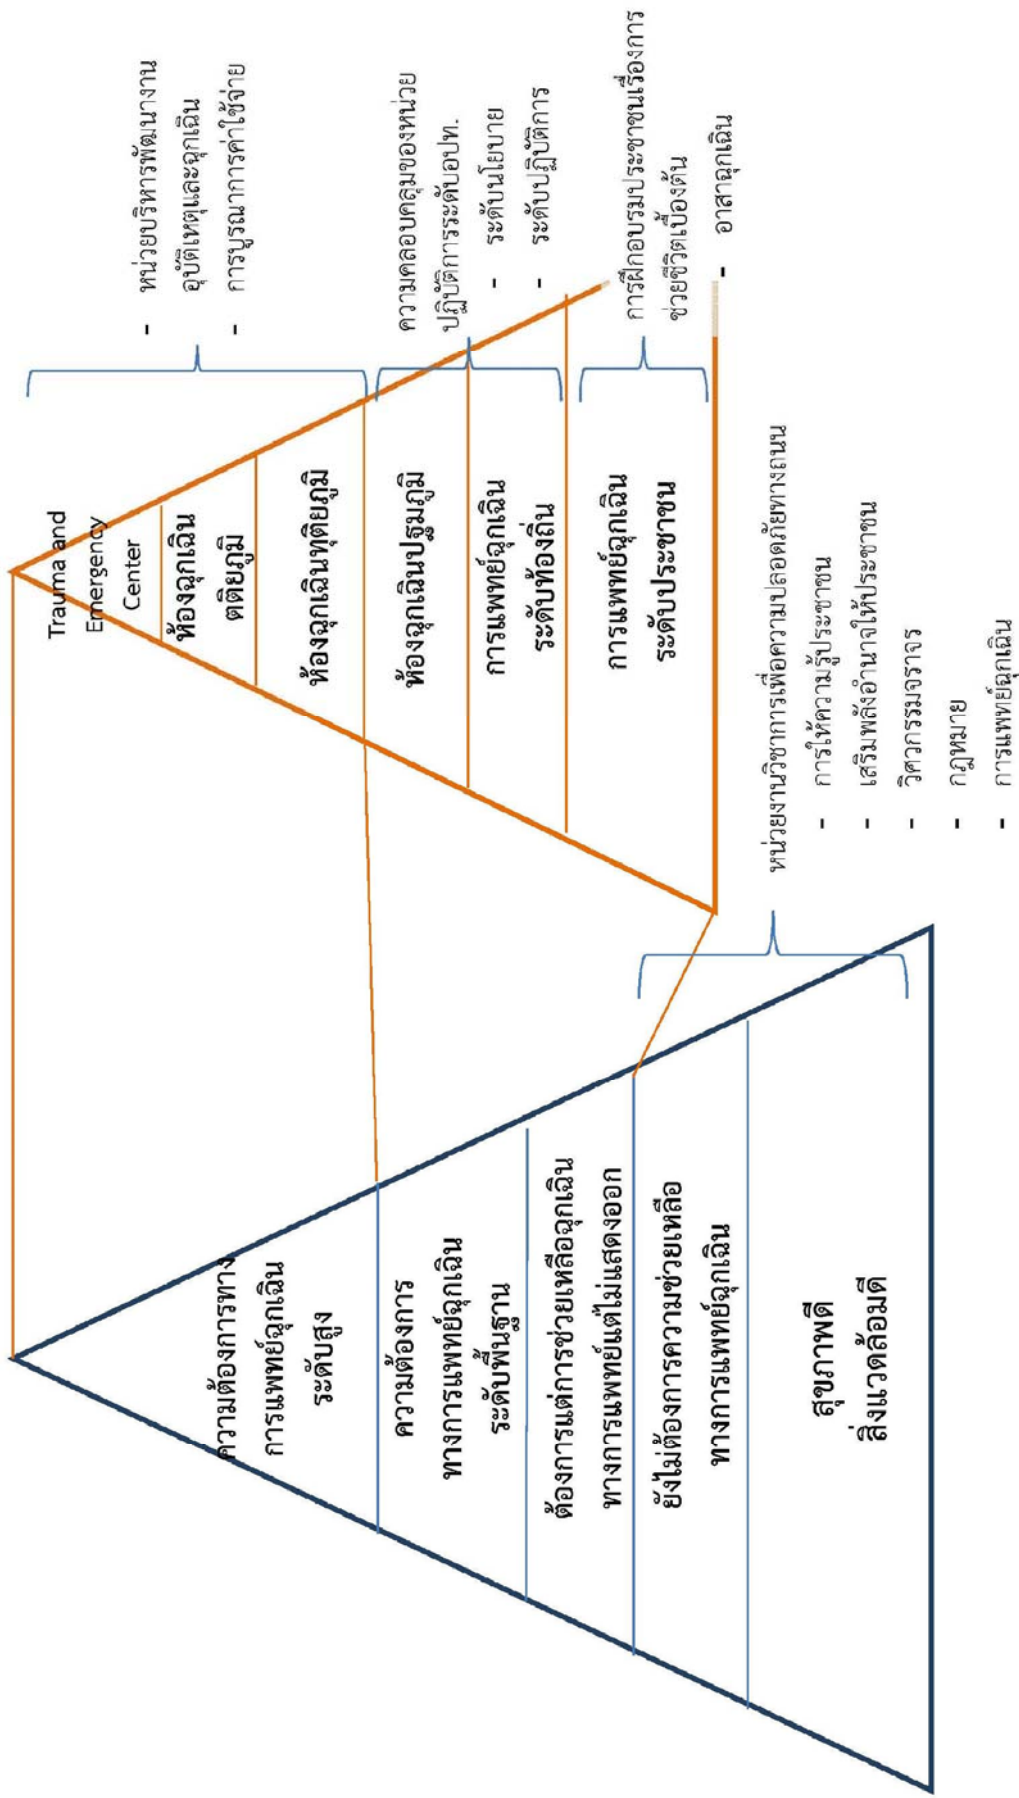 ความต้องการทาง
การแพทย์ฉุกเฉิน
ระดับสูง
ความต้องการ
ทางการแพทย์ฉุกเฉิน
ระดับพื้นฐาน
ต้องการแต่การช่วยเหลือฉุกเฉิน
ทางการแพทย์แต่ไม่แสดงออก
ยังไม่ต้องการความช่วยเหลือ
ทางการแพทย์ฉุกเฉิน
สุขภาพดี
สิ่งแวดล้อมดี
Trauma and
Emergency
Center
ห้องฉุกเฉิน
ตติยภูมิ
ห้องฉุกเฉินทุติยภูมิ
ห้องฉุกเฉินปฐมภูมิ
การแพทย์ฉุกเฉิน
ระดับท้องถิ่น
การแพทย์ฉุกเฉิน
ระดับประชาชน
- หน่วยบริหารพัฒนางาน
อุบัติเหตุและฉุกเฉิน
- การบูรณาการค่าใช้จ่าย
ความคลอบคลุมของหน่วย
ปฏิบัติการระดับอปท.
- ระดับนโยบาย
- ระดับปฏิบัติการ
การฝึกอบรมประชาชนเรื่องการ
ช่วยชีวิตเบื้องต้น
- อาสาฉุกเฉิน
หน่วยงานวิชาการเพื่อความปลอดภัยทางถนน
- การให้ความรู้ประชาชน
- เสริมพลังอำนาจให้ประชาชน
- วิศวกรรมจราจร
- กฎหมาย
- การแพทย์ฉุกเฉิน